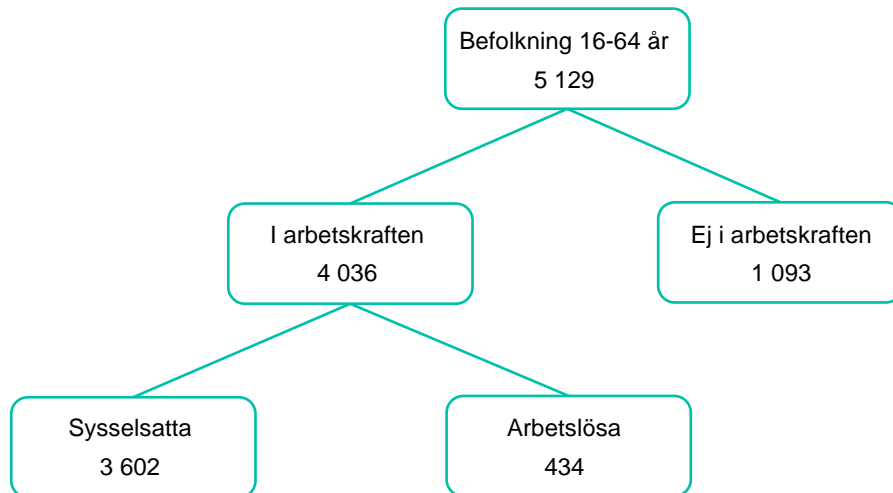 Befolkning 16-64 år
5 129
I arbetskraften
4 036
Ej i arbetskraften
1 093
Sysselsatta
3 602
Arbetslösa
434